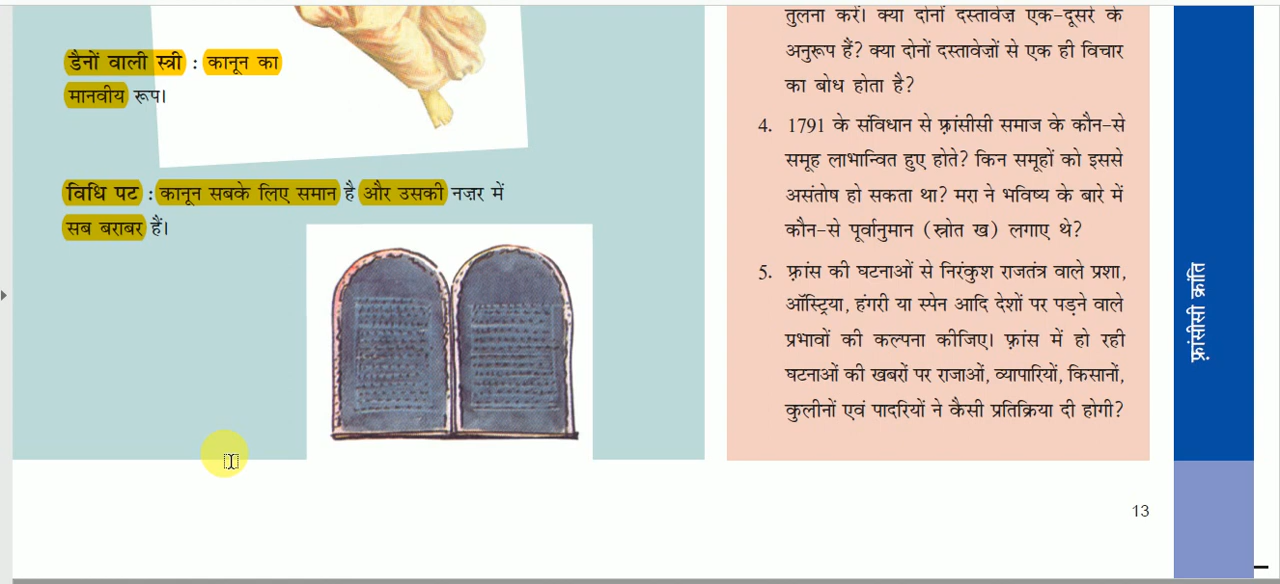 डैनों वाली स्त्री : कानून का
मानवीय रूप।
विधि पट : कानून सबके लिए समान है और उसकी नज़र में
सब बराबर हैं।
तुलना करें। क्या दोनों दस्तावेज़ एक-दूसरे के
अनुरूप हैं? क्या दोनों दस्तावेज़ों से एक ही विचार
का बोध होता है?
4. 1791 के संविधान से फ़्रांसीसी समाज के कौन-से
समूह लाभान्वित हुए होते? किन समूहों को इससे
असंतोष हो सकता था? मरा ने भविष्य के बारे में
कौन-से पूर्वानुमान (स्रोत ख) लगाए थे?
5. फ़्रांस की घटनाओं से निरंकुश राजतंत्र वाले प्रशा,
ऑस्ट्रिया, हंगरी या स्पेन आदि देशों पर पड़ने वाले
प्रभावों की कल्पना कीजिए। फ़्रांस में हो रही
घटनाओं की खबरों पर राजाओं, व्यापारियों, किसानों,
कुलीनों एवं पादरियों ने कैसी प्रतिक्रिया दी होगी?
फ़्रांसीसी क्रांति
13